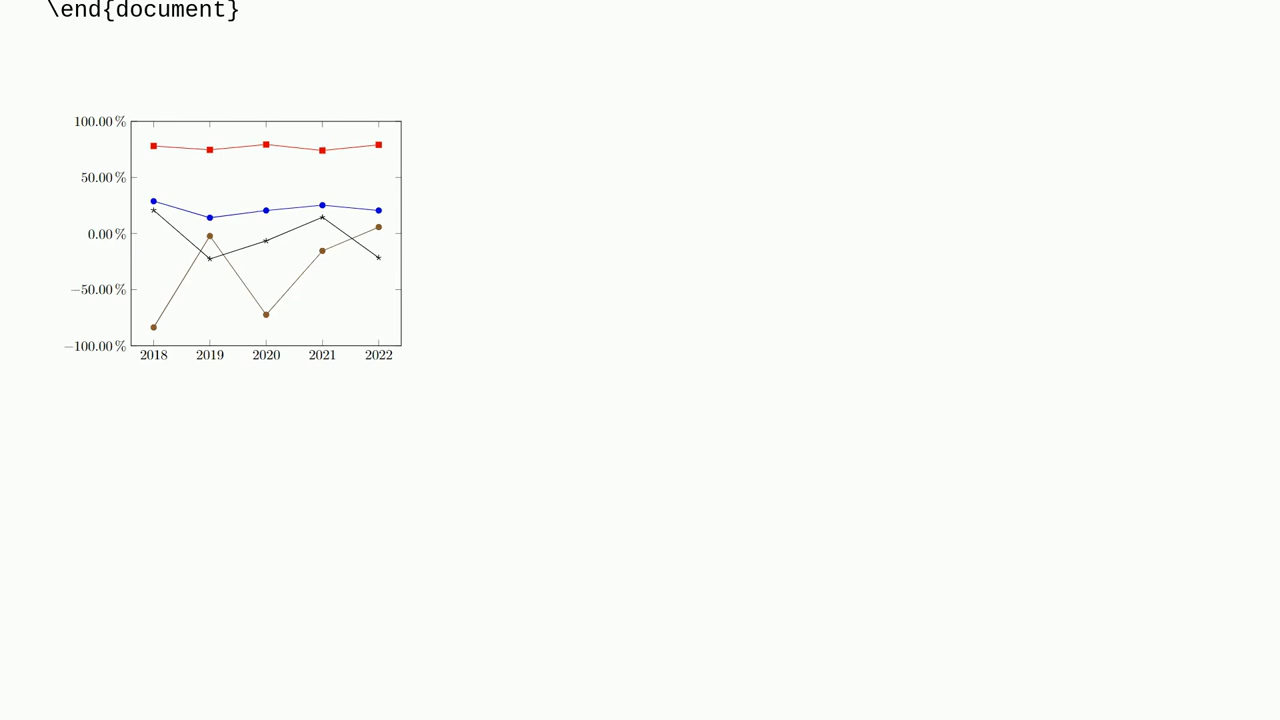 \end{document}
100.00 %
50.00 %
0.00 %
−50.00 %
−100.00 %
2018 2019 2020 2021 2022